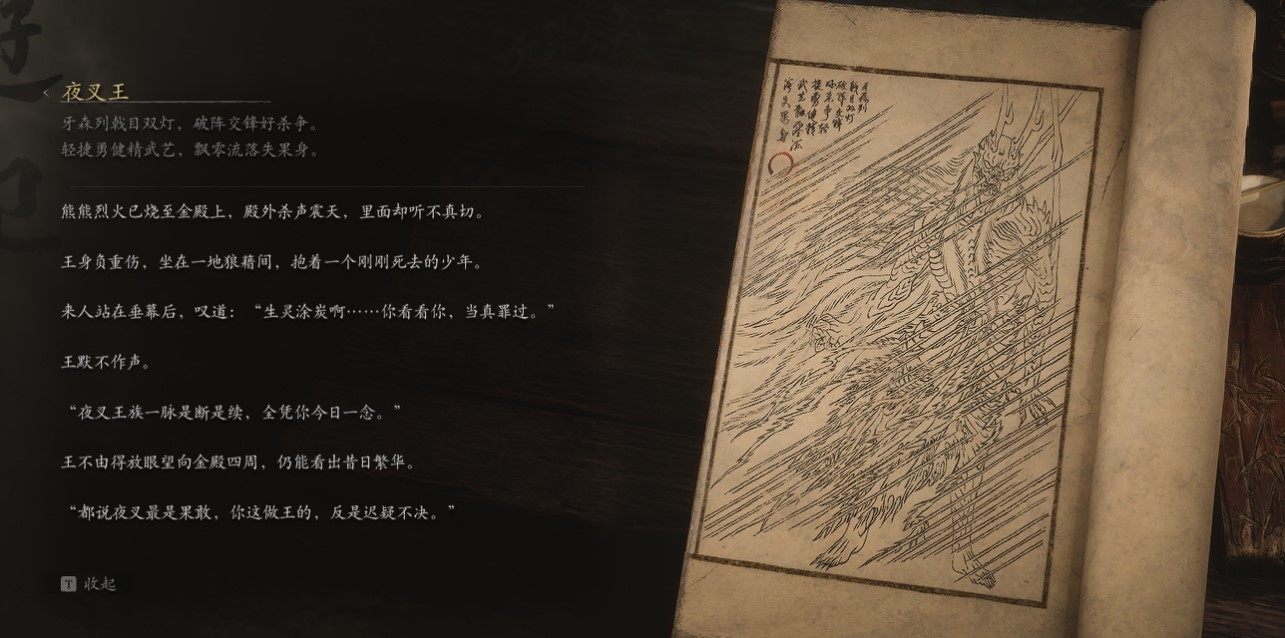 夜叉王
牙森列戟目双灯，破阵交锋好杀争。
轻捷勇健精武艺，飘零流落失果身。
熊熊烈火已烧至金殿上，殿外杀声震天，里面却听不真切。
王身负重伤，坐在一地狼藉间，抱着一个刚刚死去的少年。
来人站在垂幕后，叹道：“生灵涂炭啊……你看看你，当真罪过。”
王默不作声。
“夜叉王族一脉是断是续，全凭你今日一念。”
王不由得放眼望向金殿四周，仍能看出昔日繁华。
“都说夜叉最是果敢，你这做王的，反是迟疑不决。”
T 收起